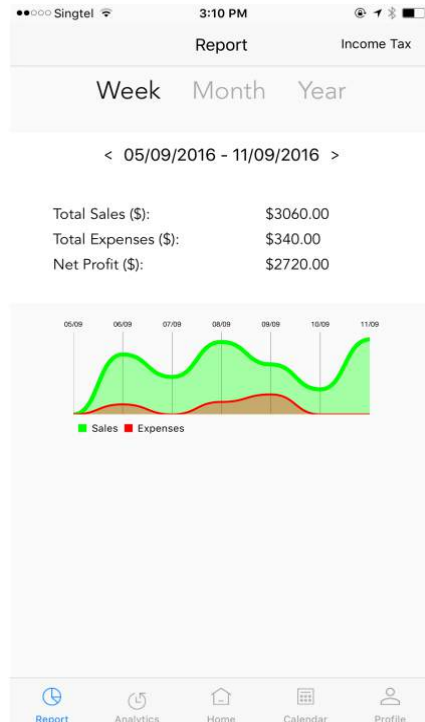 Singtel 3:10 PM
Report Income Tax
Week Month Year
< 05/09/2016 - 11/09/2016 >
Total Sales ($): $3060.00
Total Expenses ($): $340.00
Net Profit ($): $2720.00
05/09 06/09 07/09 08/09 09/09 10/09 11/09
Sales Expenses
Report Analytics Home Calendar Profile